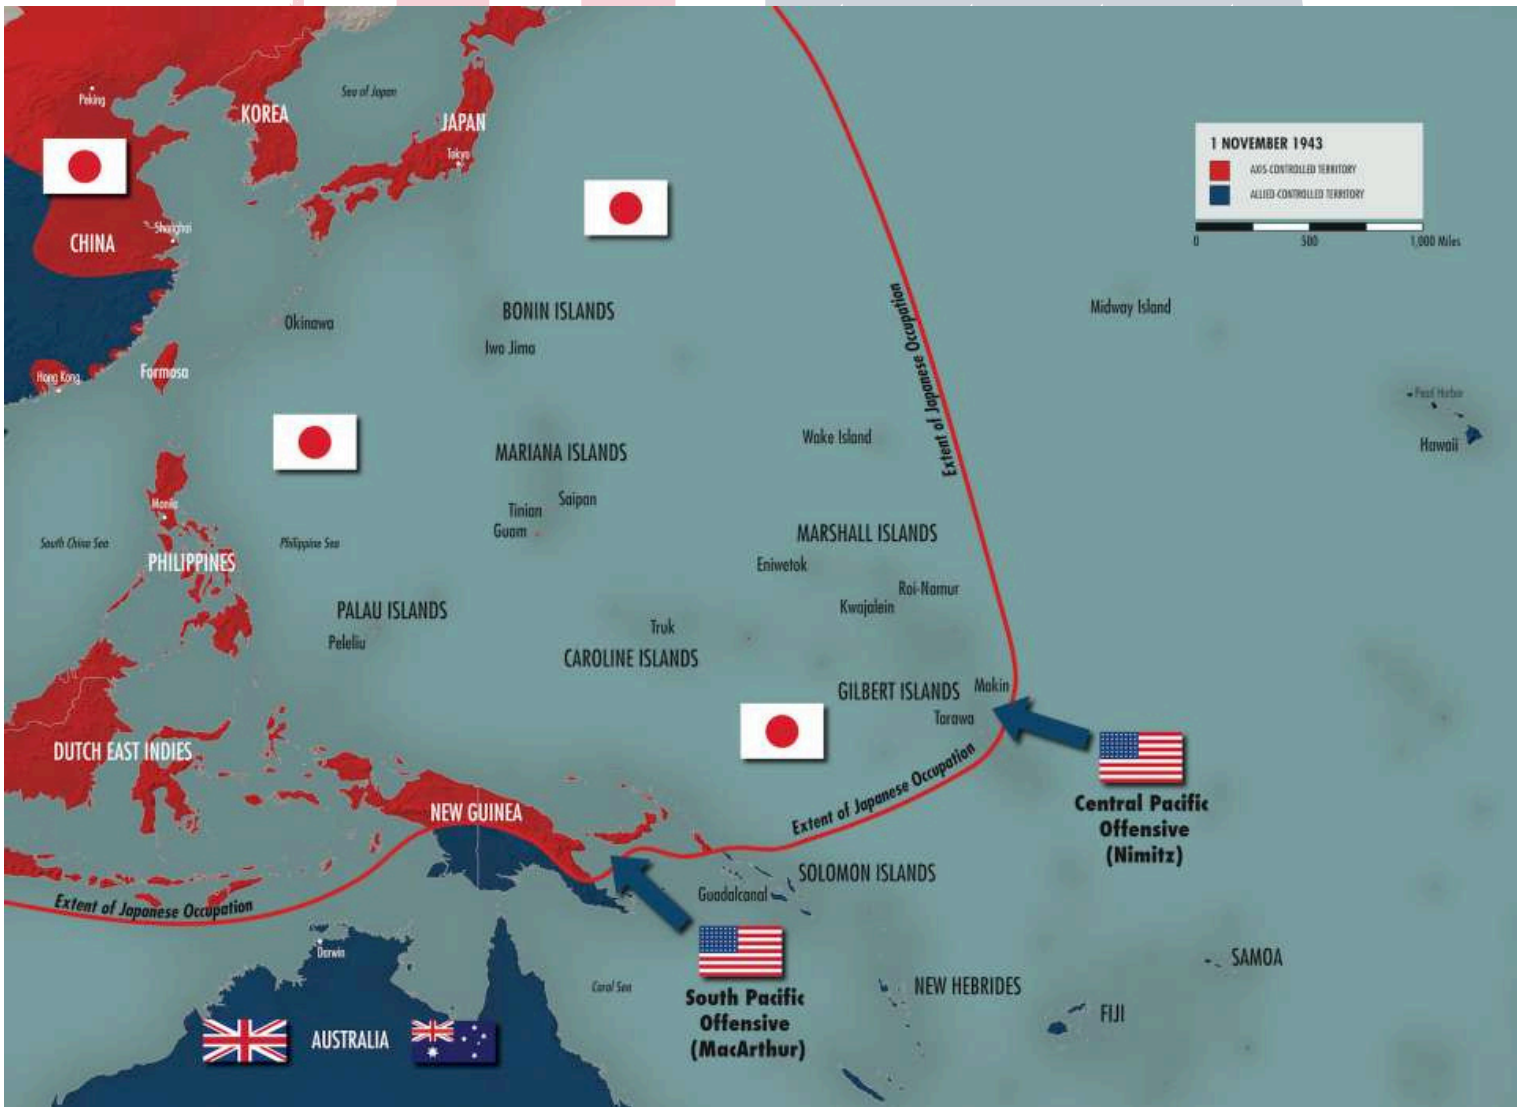 Sea of Japan
Peking
KOREA
JAPAN
Tokyo
1 NOVEMBER 1943
AXIS-CONTROLLED TERRITORY
ALLIED-CONTROLLED TERRITORY
0 500 1,000 Miles
Shanghai
CHINA
BONIN ISLANDS
Okinawa
Iwo Jima
Midway Island
Extent of Japanese Occupation
Hong Kong
Formosa
Pearl Harbor
Hawaii
Wake Island
MARIANA ISLANDS
Saipan
Tinian
Guam
Manila
South China Sea
Philippine Sea
PHILIPPINES
MARSHALL ISLANDS
Eniwetok
Roi-Namur
Kwajalein
PALAU ISLANDS
Peleliu
Truk
CAROLINE ISLANDS
GILBERT ISLANDS
Makin
Tarawa
DUTCH EAST INDIES
NEW GUINEA
Extent of Japanese Occupation
Central Pacific
Offensive
(Nimitz)
SOLOMON ISLANDS
Guadalcanal
Extent of Japanese Occupation
Darwin
Coral Sea
South Pacific
Offensive
(MacArthur)
SAMOA
NEW HEBRIDES
FIJI
AUSTRALIA